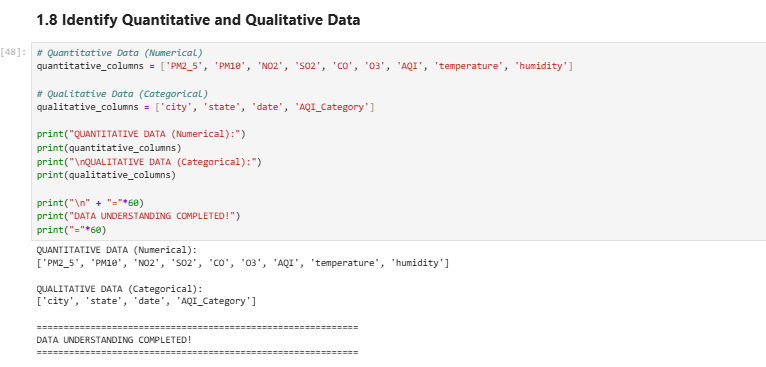 1.8 Identify Quantitative and Qualitative Data
[48]:
# Quantitative Data (Numerical)
quantitative_columns = ['PM2_5', 'PM10', 'NO2', 'SO2', 'CO', 'O3', 'AQI', 'temperature', 'humidity']
# Qualitative Data (Categorical)
qualitative_columns = ['city', 'state', 'date', 'AQI_Category']
print("QUANTITATIVE DATA (Numerical):")
print(quantitative_columns)
print("\nQUALITATIVE DATA (Categorical):")
print(qualitative_columns)
print("\n" + "="*60)
print("DATA UNDERSTANDING COMPLETED!")
print("="*60)
QUANTITATIVE DATA (Numerical):
['PM2_5', 'PM10', 'NO2', 'SO2', 'CO', 'O3', 'AQI', 'temperature', 'humidity']
QUALITATIVE DATA (Categorical):
['city', 'state', 'date', 'AQI_Category']
============================================================
DATA UNDERSTANDING COMPLETED!
============================================================